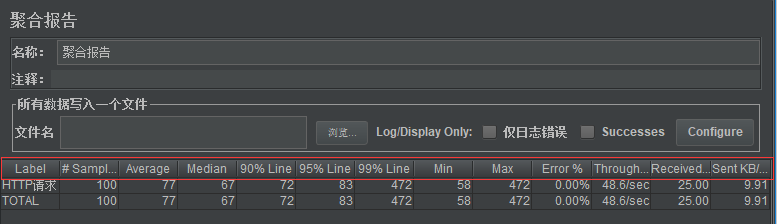 聚合报告
名称： 聚合报告
注释：
所有数据写入一个文件
文件名 浏览... Log/Display Only: 仅日志错误 Successes Configure
Label # Sampl... Average Median 90% Line 95% Line 99% Line Min Max Error % Through... Received... Sent KB/...
HTTP请求 100 77 67 72 83 472 58 472 0.00% 48.6/sec 25.00 9.91
TOTAL 100 77 67 72 83 472 58 472 0.00% 48.6/sec 25.00 9.91